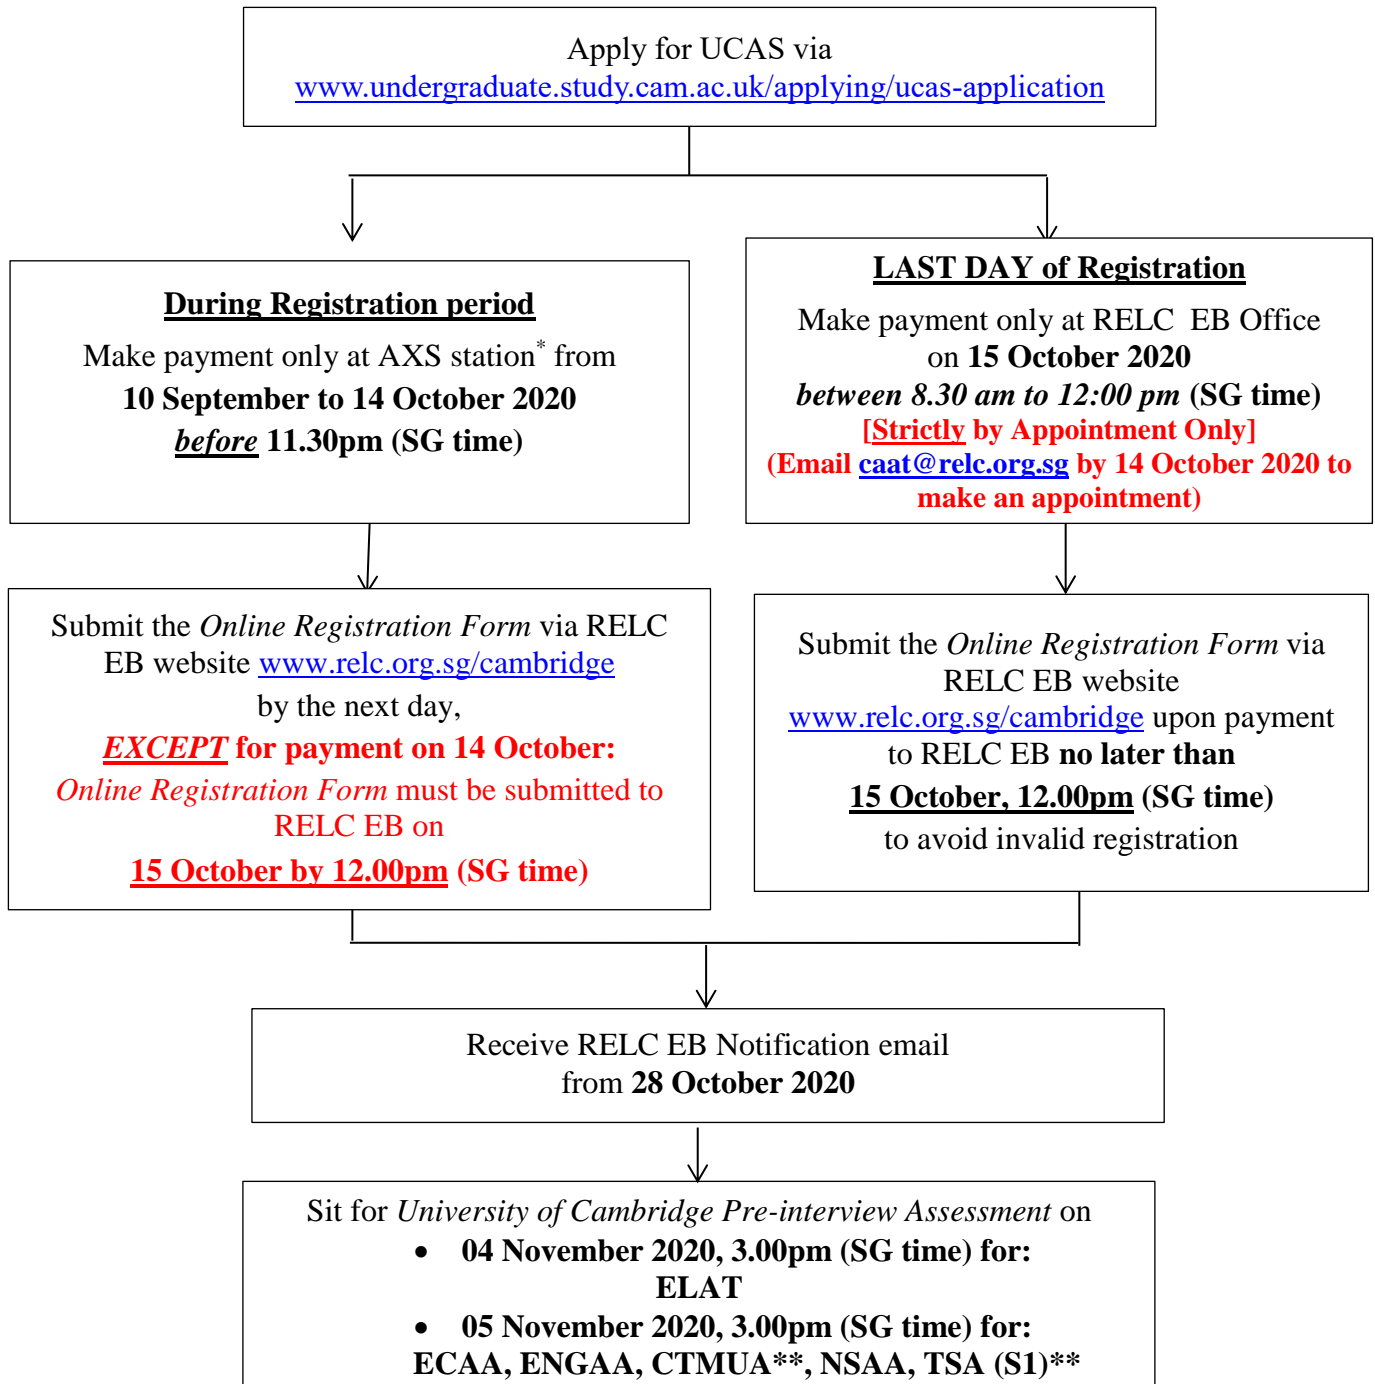 Apply for UCAS via
www.undergraduate.study.cam.ac.uk/applying/ucas-application
During Registration period
Make payment only at AXS station* from
10 September to 14 October 2020
before 11.30pm (SG time)
LAST DAY of Registration
Make payment only at RELC EB Office
on 15 October 2020
between 8.30 am to 12:00 pm (SG time)
[Strictly by Appointment Only]
(Email caat@relc.org.sg by 14 October 2020 to
make an appointment)
Submit the Online Registration Form via RELC
EB website www.relc.org.sg/cambridge
by the next day,
EXCEPT for payment on 14 October:
Online Registration Form must be submitted to
RELC EB on
15 October by 12.00pm (SG time)
Submit the Online Registration Form via
RELC EB website
www.relc.org.sg/cambridge upon payment
to RELC EB no later than
15 October, 12.00pm (SG time)
to avoid invalid registration
Receive RELC EB Notification email
from 28 October 2020
Sit for University of Cambridge Pre-interview Assessment on
• 04 November 2020, 3.00pm (SG time) for:
ELAT
• 05 November 2020, 3.00pm (SG time) for:
ECAA, ENGAA, CTMUA**, NSAA, TSA (S1)**